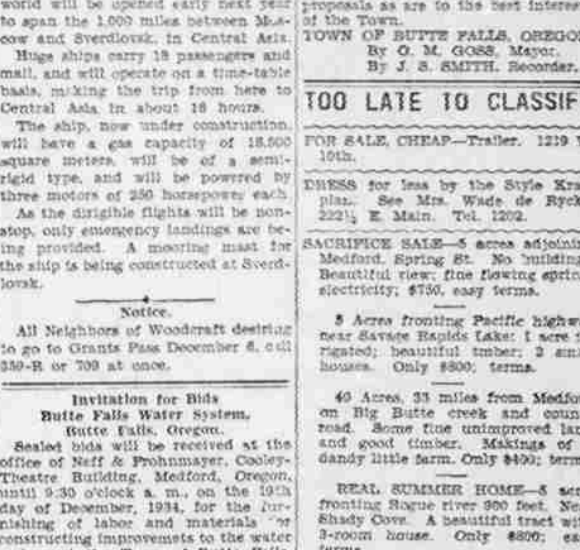 world will be opened early next year
to span the 1,000 miles between Mos-
cow and Sverdlovsk, in Central Asia.
Huge ships carry 18 passengers and
mail, and will operate on a time-table
basis, making the trip from here to
Central Asia in about 18 hours.
The ship, now under construction,
will have a gas capacity of 18,500
square meters, will be of a semi-
rigid type, and will be powered by
three motors of 250 horsepower each
As the dirigible flights will be non-
stop, only emergency landings are be-
ing provided. A mooring mast for
the ship is being constructed at Sverd-
lovsk.
Notice.
All Neighbors of Woodcraft desiring
to go to Grants Pass December 6, call
359-R or 709 at once.
Invitation for Bids
Butte Falls Water System,
Butte Falls, Oregon.
Sealed bids will be received at the
office of Neff & Frohnmayer, Cooley-
Theatre Building, Medford, Oregon,
until 9:30 o'clock a. m., on the 19th
day of December, 1934, for the fur-
nishing of labor and materials for
constructing improvemets to the water
proposals as are to the best interes
of the Town.
TOWN OF BUTTE FALLS, OREGO
By O. M. GOSS, Mayor.
By J. S. SMITH, Recorder.
TOO LATE TO CLASSIF
FOR SALE, CHEAP—Trailer. 1219 W
10th.
DRESS for less by the Style Kra
plan. See Mrs. Wade de Ryck
222½ E. Main. Tel. 1202.
SACRIFICE SALE—5 acres adjoinin
Medford, Spring St. No building
Beautiful view; fine flowing sprin
electricity; $750, easy terms.
5 Acres fronting Pacific highw
near Savage Rapids Lake; 1 acre
rigated; beautiful timber; 2 sma
houses. Only $800; terms.
40 Acres, 33 miles from Medfo
on Big Butte creek and coun
road. Some fine unimproved lan
and good timber. Makings of
dandy little farm. Only $400; term
REAL SUMMER HOME—5 ac
fronting Rogue river 900 feet. Ne
Shady Cove. A beautiful tract wi
3-room house. Only $800; ea
terms.